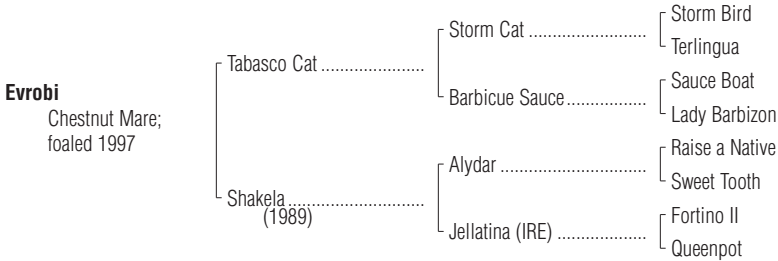 Storm Bird
Storm Cat ..........................
Terlingua
Tabasco Cat .......................
Sauce Boat
Barbicue Sauce..................
Lady Barbizon
Evrobi
Chestnut Mare;
foaled 1997
Raise a Native
Alydar ................................
Sweet Tooth
Shakela..............................
(1989)
Fortino II
Jellatina (IRE) ....................
Queenpot